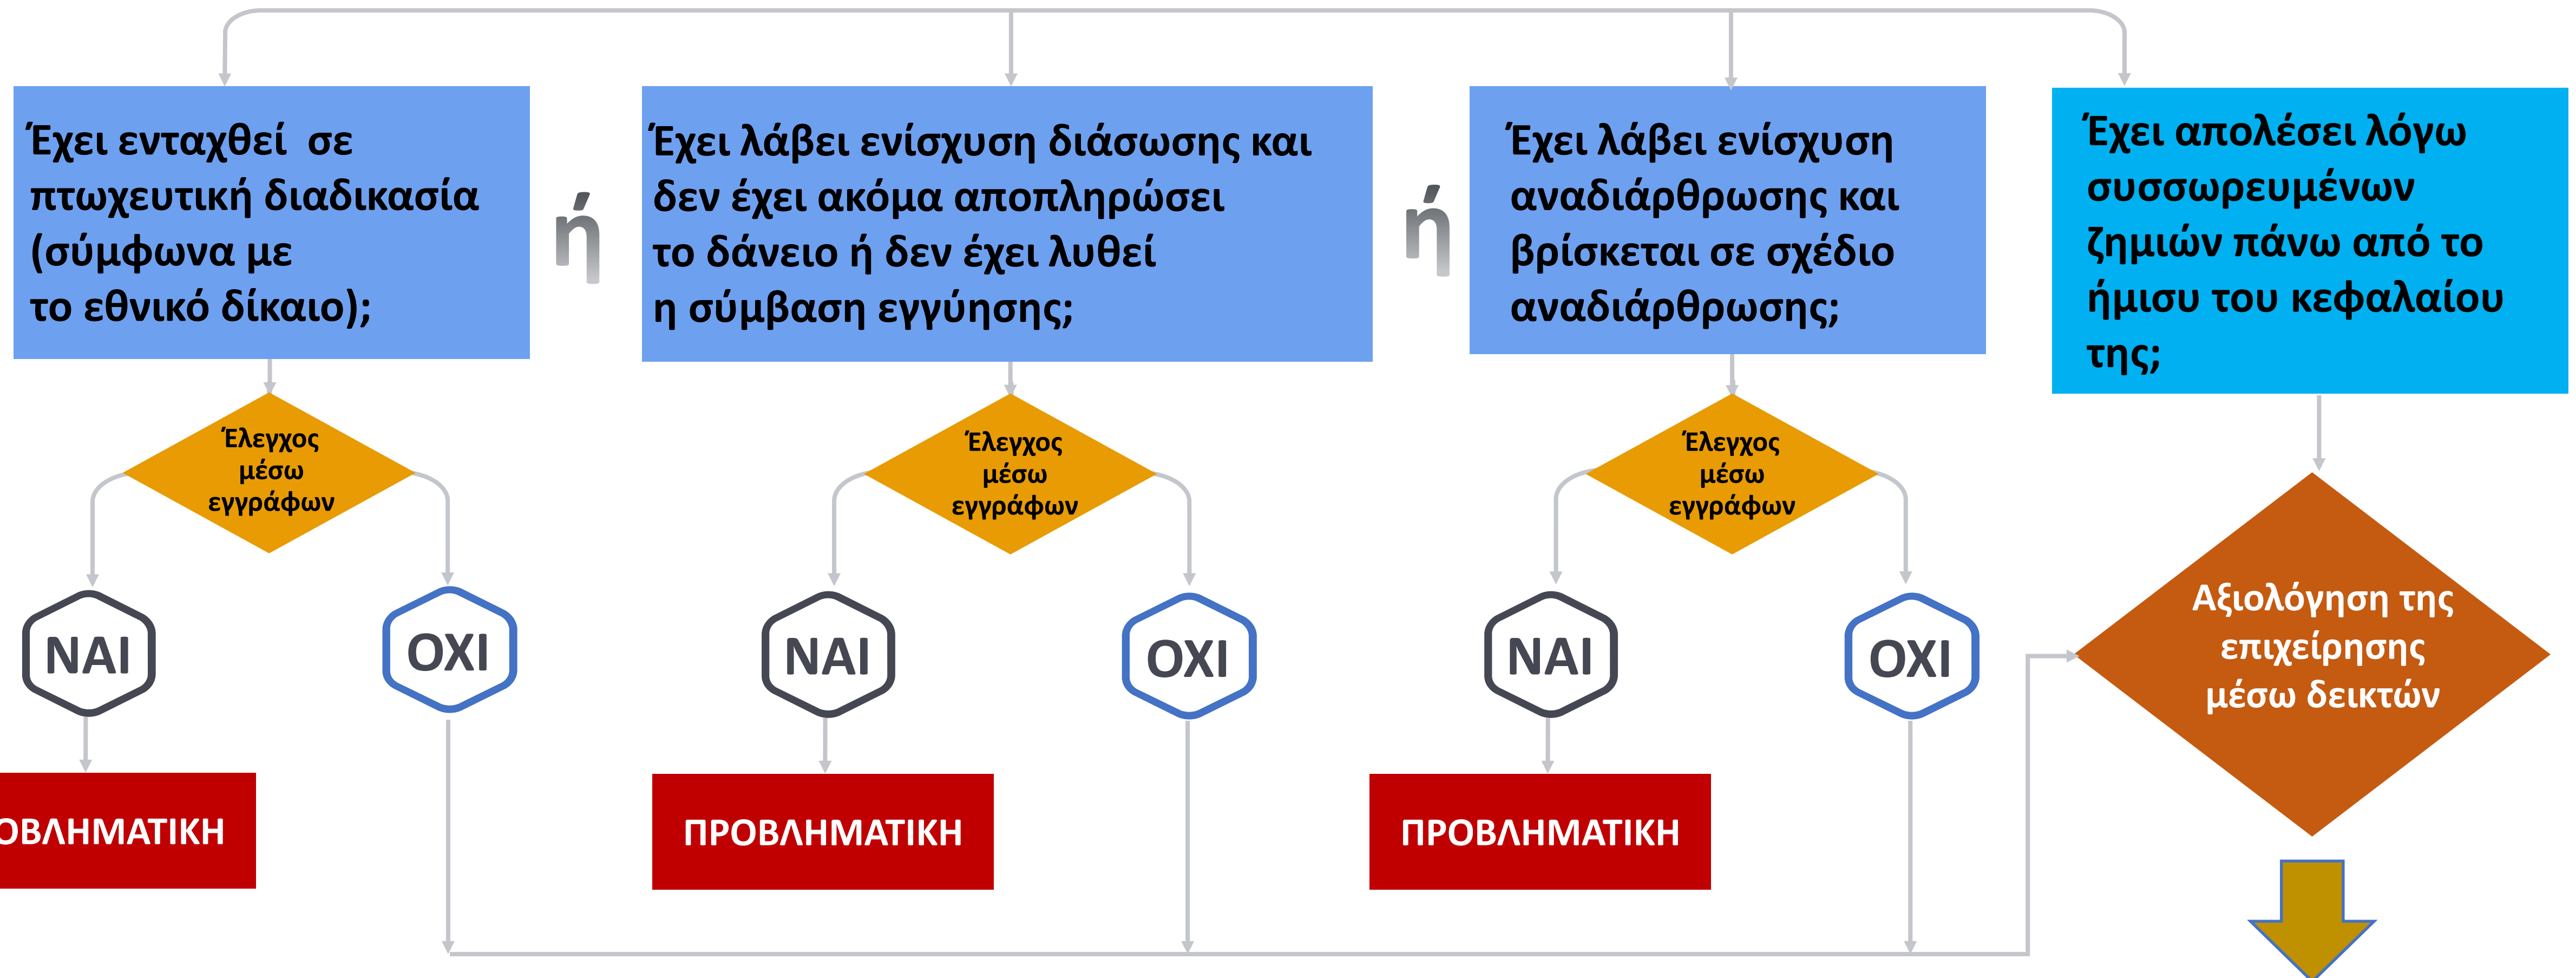 Έχει ενταχθεί σε
πτωχευτική διαδικασία
(σύμφωνα με
το εθνικό δίκαιο);
ή
Έχει λάβει ενίσχυση διάσωσης και
δεν έχει ακόμα αποπληρώσει
το δάνειο ή δεν έχει λυθεί
η σύμβαση εγγύησης;
ή
Έχει λάβει ενίσχυση
αναδιάρθρωσης και
βρίσκεται σε σχέδιο
αναδιάρθρωσης;
Έχει απολέσει λόγω
συσσωρευμένων
ζημιών πάνω από το
ήμισυ του κεφαλαίου
της;
Έλεγχος
μέσω
εγγράφων
Έλεγχος
μέσω
εγγράφων
Έλεγχος
μέσω
εγγράφων
ΝΑΙ
ΟΧΙ
ΝΑΙ
ΟΧΙ
ΝΑΙ
ΟΧΙ
Αξιολόγηση της
επιχείρησης
μέσω δεικτών
ΟΒΛΗΜΑΤΙΚΗ
ΠΡΟΒΛΗΜΑΤΙΚΗ
ΠΡΟΒΛΗΜΑΤΙΚΗ